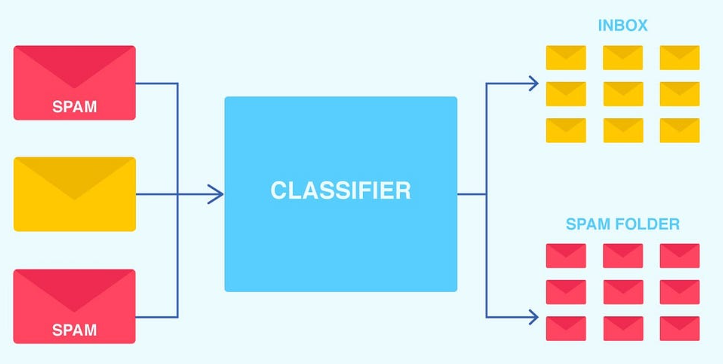 SPAM
SPAM
CLASSIFIER
INBOX
SPAM FOLDER